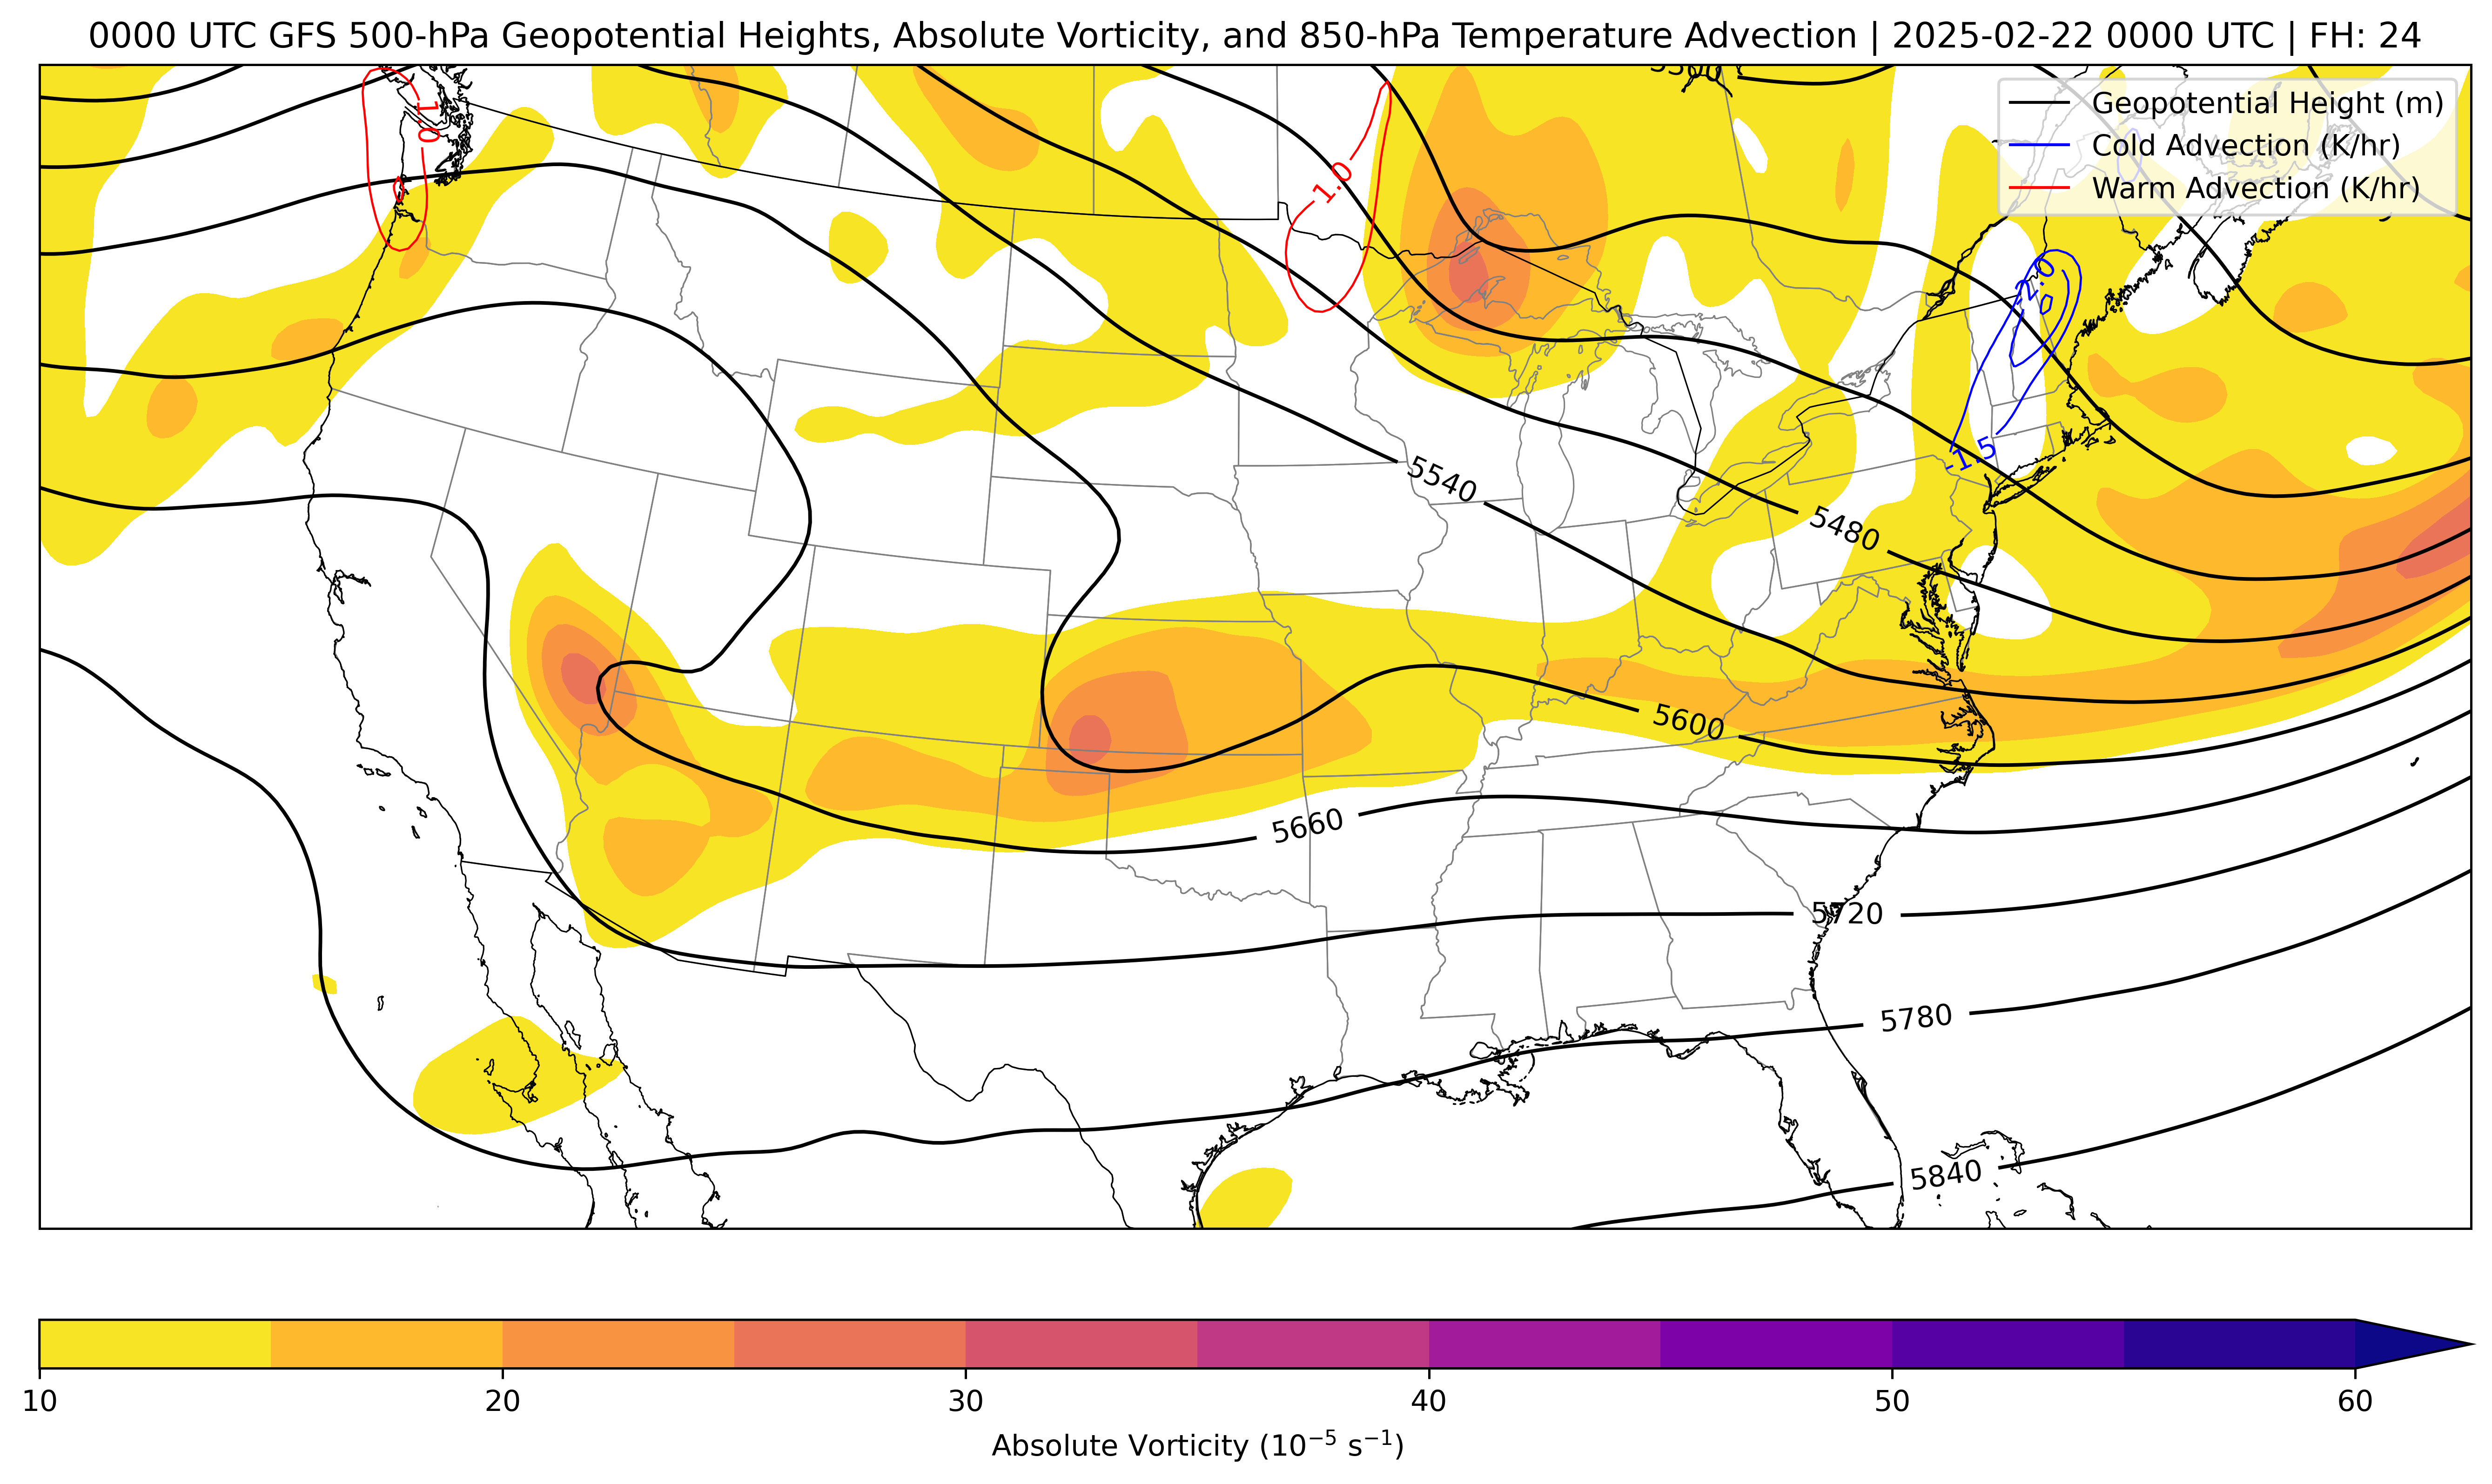 0000 UTC GFS 500-hPa Geopotential Heights, Absolute Vorticity, and 850-hPa Temperature Advection | 2025-02-22 0000 UTC | FH: 24
Geopotential Height (m)
Cold Advection (K/hr)
Warm Advection (K/hr)
1.0
1.0
-2.0
-1.5
5540
5480
5600
5660
5720
5780
5840
10 20 30 40 50 60
Absolute Vorticity (10⁻⁵ s⁻¹)